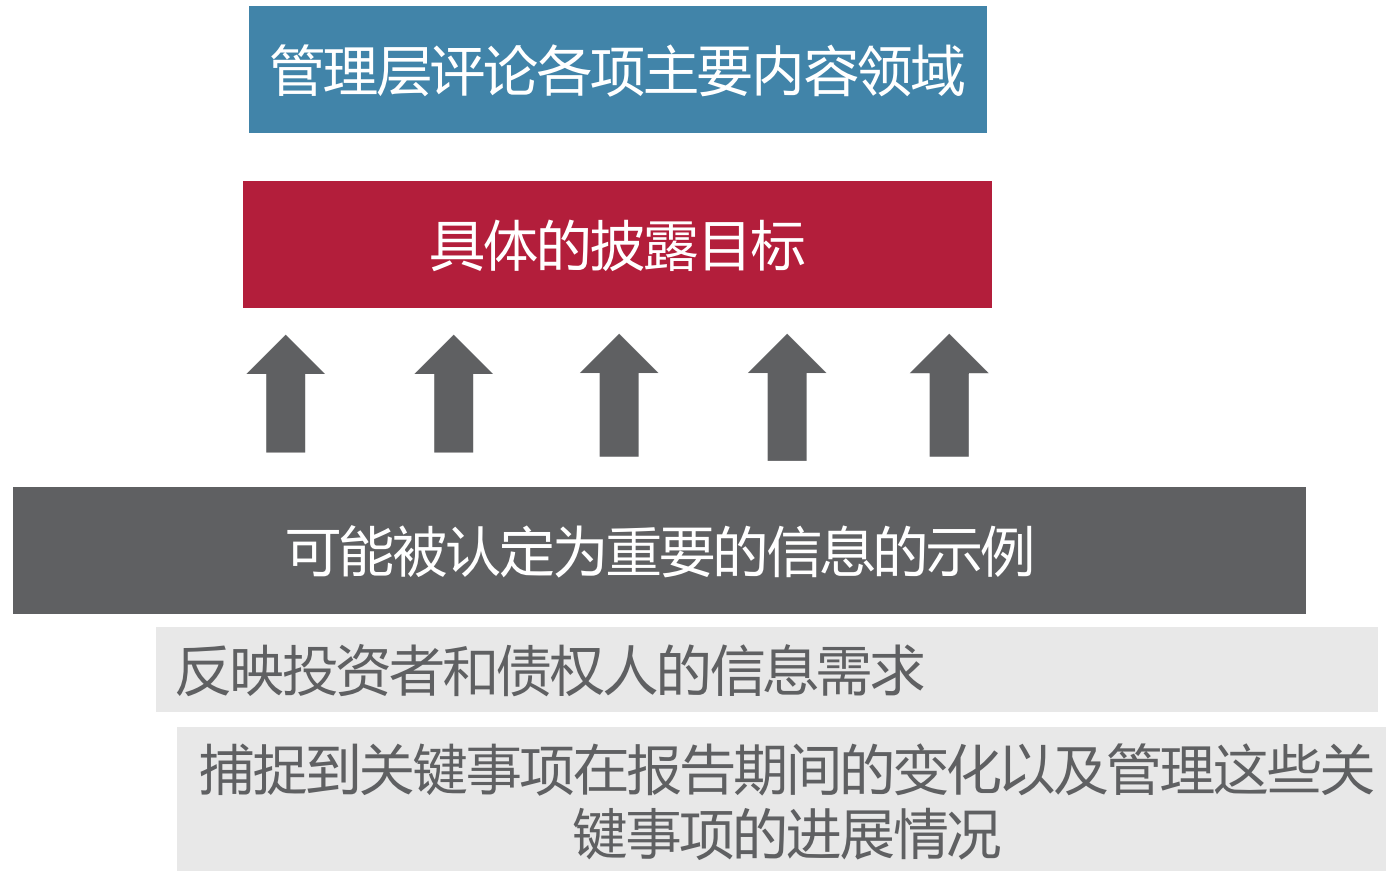 管理层评论各项主要内容领域
具体的披露目标
可能被认定为重要的信息的示例
反映投资者和债权人的信息需求
捕捉到关键事项在报告期间的变化以及管理这些关
键事项的进展情况